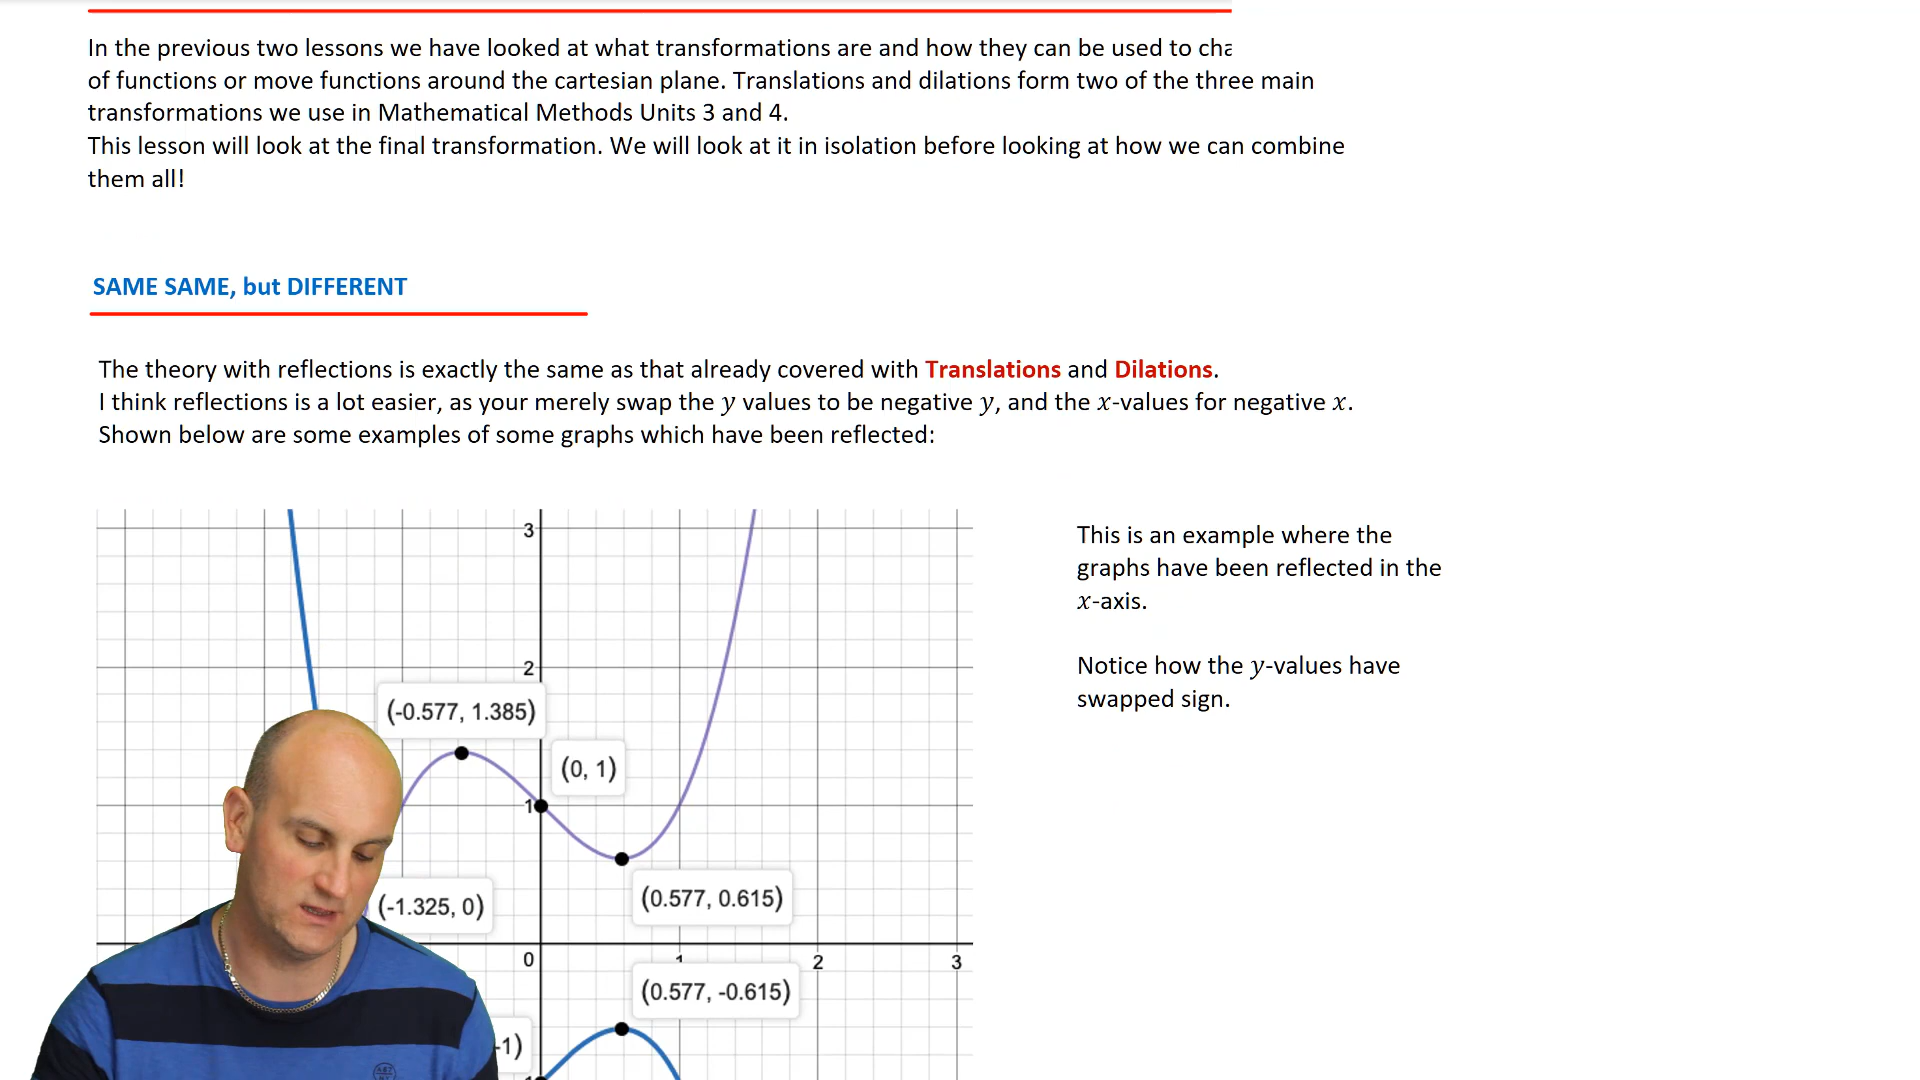 In the previous two lessons we have looked at what transformations are and how they can be used to
of functions or move functions around the cartesian plane. Translations and dilations form two of the three main
transformations we use in Mathematical Methods Units 3 and 4.
This lesson will look at the final transformation. We will look at it in isolation before looking at how we can combine
them all!
SAME SAME, but DIFFERENT
The theory with reflections is exactly the same as that already covered with Translations and Dilations.
I think reflections is a lot easier, as your merely swap the y values to be negative y, and the x-values for negative x.
Shown below are some examples of some graphs which have been reflected:
This is an example where the
graphs have been reflected in the
x-axis.
Notice how the y-values have
swapped sign.
3
2
(-0.577, 1.385)
(0, 1)
1
(0.577, 0.615)
(-1.325, 0)
0
1
2
3
(0.577, -0.615)
-1)